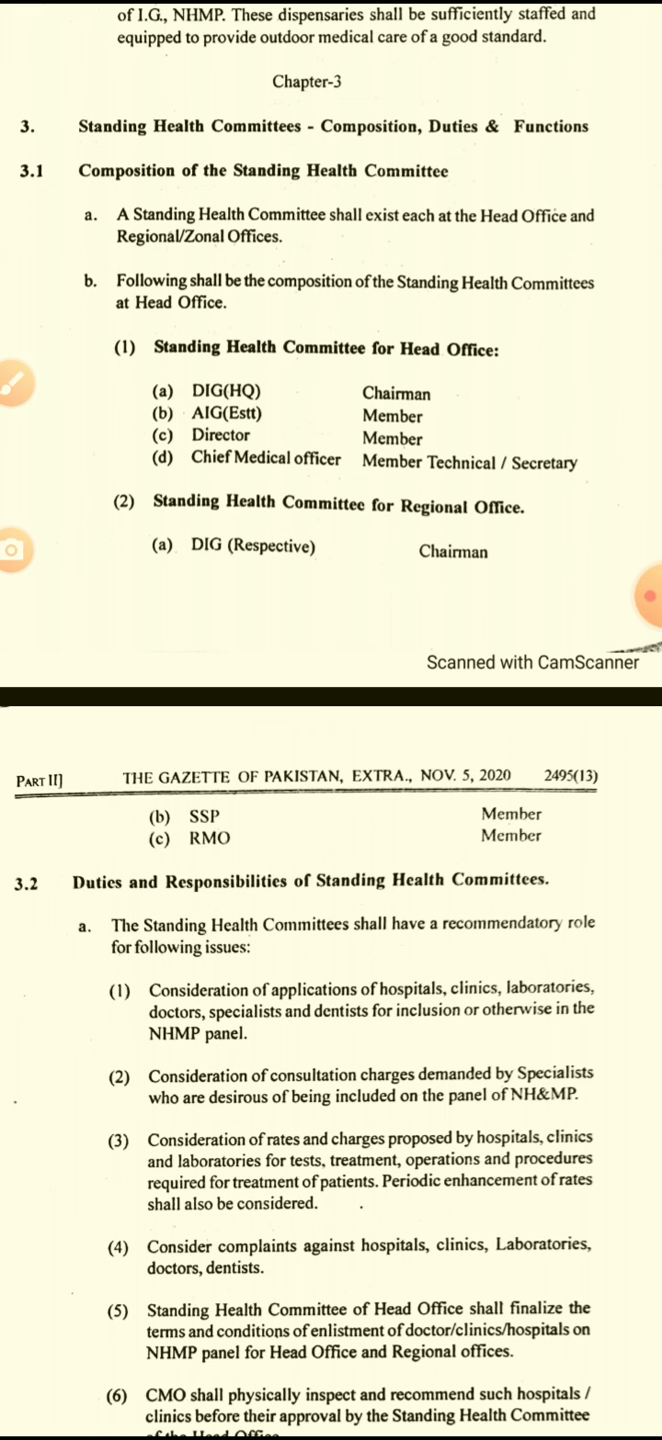 of I.G., NHMP. These dispensaries shall be sufficiently staffed and
equipped to provide outdoor medical care of a good standard.
Chapter-3
3. Standing Health Committees - Composition, Duties & Functions
3.1 Composition of the Standing Health Committee
a. A Standing Health Committee shall exist each at the Head Office and
Regional/Zonal Offices.
b. Following shall be the composition of the Standing Health Committees
at Head Office.
(1) Standing Health Committee for Head Office:
(a) DIG(HQ) Chairman
(b) AIG(Estt) Member
(c) Director Member
(d) Chief Medical officer Member Technical / Secretary
(2) Standing Health Committee for Regional Office.
(a) DIG (Respective) Chairman
Scanned with CamScanner
PART II] THE GAZETTE OF PAKISTAN, EXTRA., NOV. 5, 2020 2495(13)
(b) SSP Member
(c) RMO Member
3.2 Duties and Responsibilities of Standing Health Committees.
a. The Standing Health Committees shall have a recommendatory role
for following issues:
(1) Consideration of applications of hospitals, clinics, laboratories,
doctors, specialists and dentists for inclusion or otherwise in the
NHMP panel.
(2) Consideration of consultation charges demanded by Specialists
who are desirous of being included on the panel of NH&MP.
(3) Consideration of rates and charges proposed by hospitals, clinics
and laboratories for tests, treatment, operations and procedures
required for treatment of patients. Periodic enhancement of rates
shall also be considered.
(4) Consider complaints against hospitals, clinics, Laboratories,
doctors, dentists.
(5) Standing Health Committee of Head Office shall finalize the
terms and conditions of enlistment of doctor/clinics/hospitals on
NHMP panel for Head Office and Regional offices.
(6) CMO shall physically inspect and recommend such hospitals /
clinics before their approval by the Standing Health Committee
of the Head Office